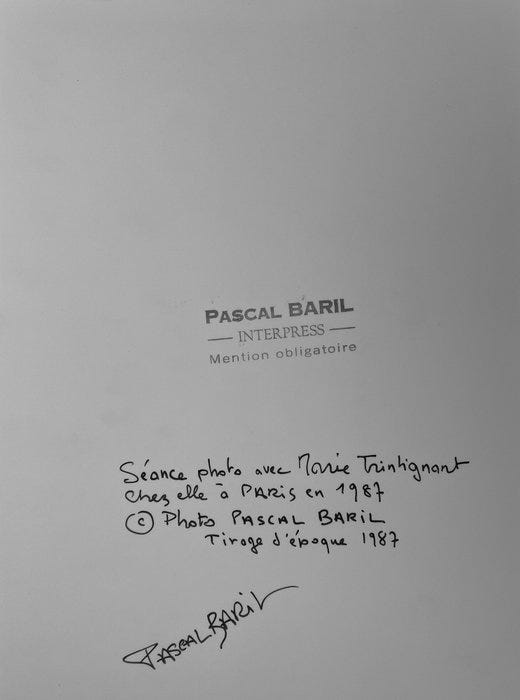 PASCAL BARIL
— INTERPRESS —
Mention obligatoire
Séance photo avec Marie Trintignant
Chez elle à PARIS en 1987
© Photo PASCAL BARIL
Tirage d'époque 1987
PASCAL BARIL